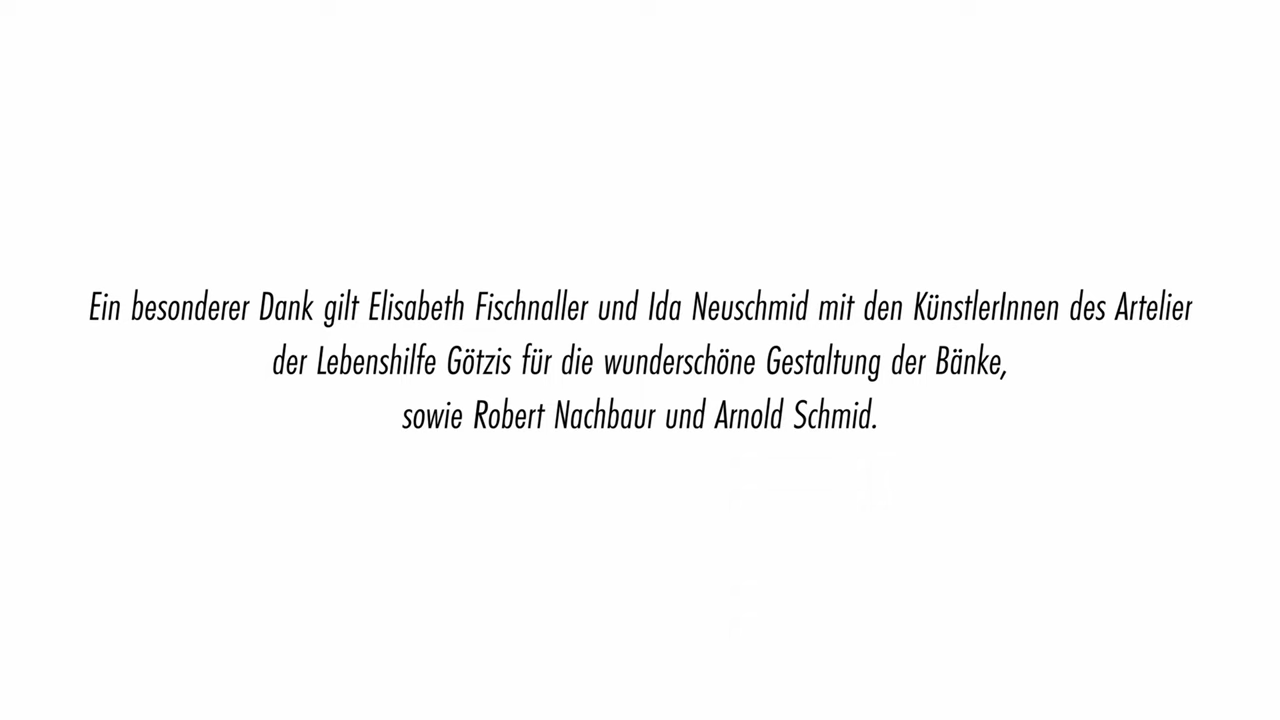 Ein besonderer Dank gilt Elisabeth Fischnaller und Ida Neuschmid mit den KünstlerInnen des Artelier
der Lebenshilfe Götzis für die wunderschöne Gestaltung der Bänke,
sowie Robert Nachbaur und Arnold Schmid.